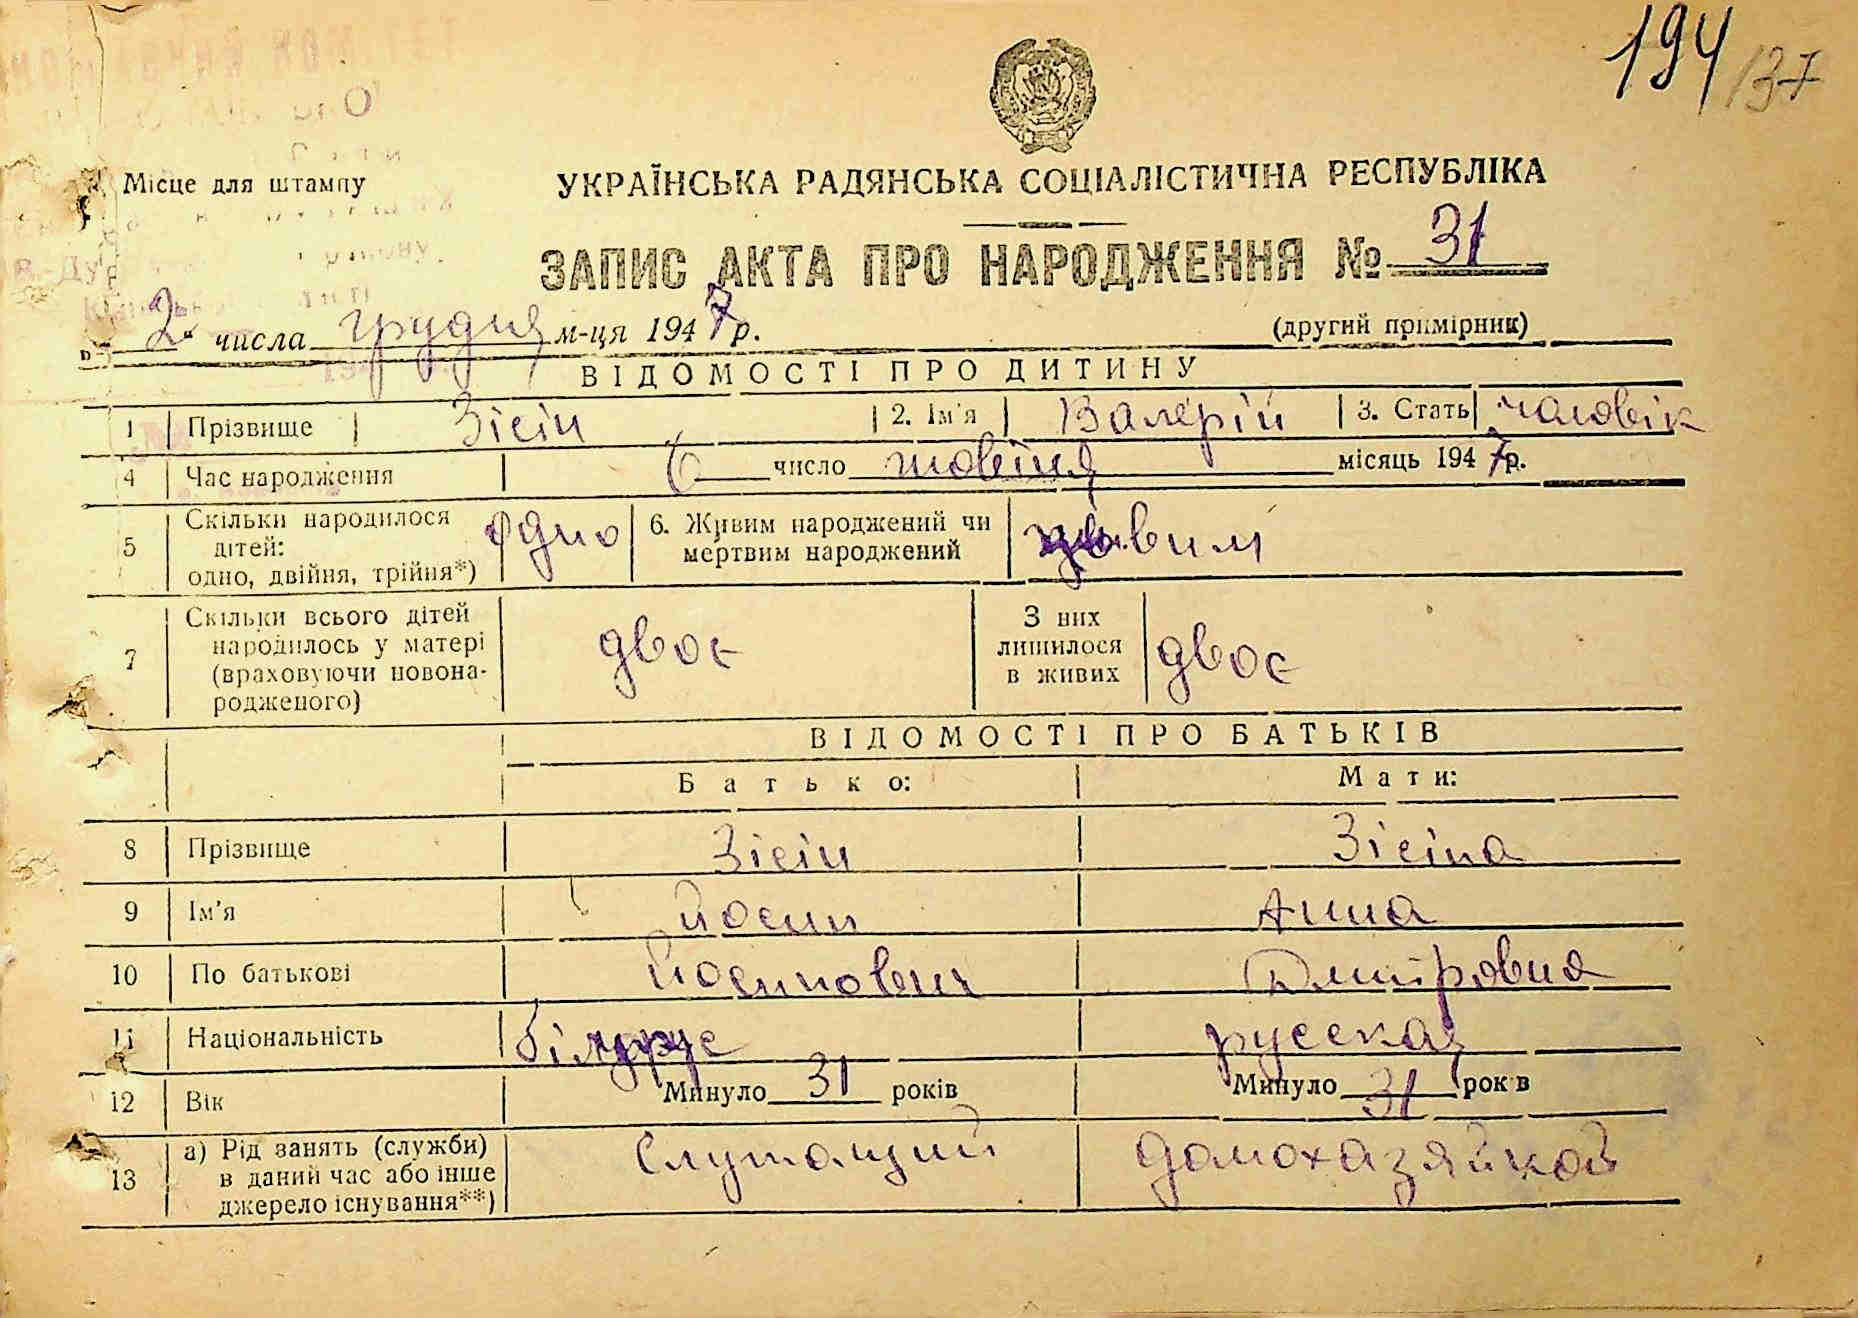 194 /37
Місце для штампу
УКРАЇНСЬКА РАДЯНСЬКА СОЦІАЛІСТИЧНА РЕСПУБЛІКА
ЗАПИС АКТА ПРО НАРОДЖЕННЯ № 31
2 числа грудня м-ця 1947 р.
(другий примірник)
ВІДОМОСТІ ПРО ДИТИНУ
1 Прізвище Зісін 2. Ім'я Валерій 3. Стать чаловік
4 Час народження 6 число жовтня місяць 1947 р.
5 Скільки народилося дітей: одно, двійня, трійня*) одно 6. Живим народжений чи мертвим народжений живим
7 Скільки всього дітей народилось у матері (враховуючи новонародженого) двоє З них лишилося в живих двоє
ВІДОМОСТІ ПРО БАТЬКІВ
Батько: Мати:
8 Прізвище Зісін Зісіна
9 Ім'я Йосип Анна
10 По батькові Йосипович Дмитровна
11 Національність білорус русская
12 Вік Минуло 31 років Минуло 31 років
13 а) Рід занять (служби) в даний час або інше джерело існування**) Служащий домохазяйкой